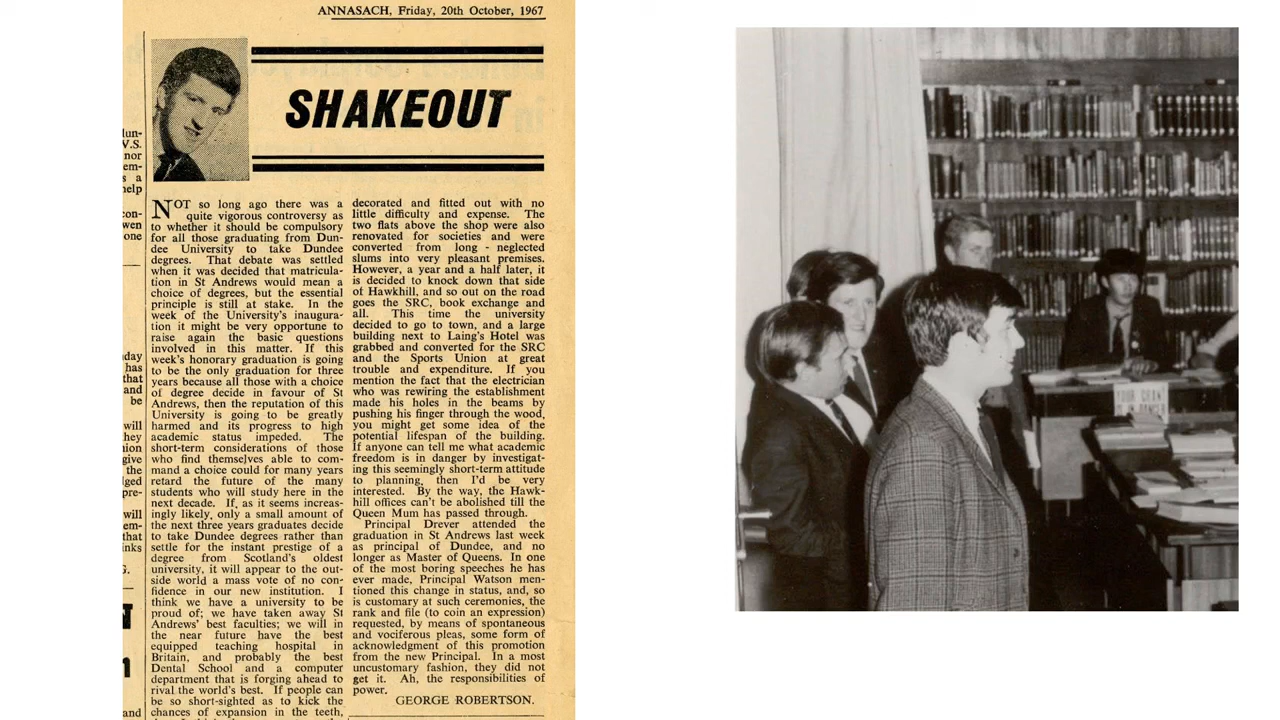 ANNASACH, Friday, 20th October, 1967
SHAKEOUT
lun-
V.S.
nor
em-
s a
help
con-
wen
one
day
has
that
and
be
will
they
nion
give
the
lged
pre-
will
em-
that
inks
G.
and
NOT so long ago there was a
quite vigorous controversy as
to whether it should be compulsory
for all those graduating from Dun-
dee University to take Dundee
degrees. That debate was settled
when it was decided that matricula-
tion in St Andrews would mean a
choice of degrees, but the essential
principle is still at stake. In the
week of the University's inaugura-
tion it might be very opportune to
raise again the basic questions
involved in this matter. If this
week's honorary graduation is going
to be the only graduation for three
years because all those with a choice
of degree decide in favour of St
Andrews, then the reputation of this
University is going to be greatly
harmed and its progress to high
academic status impeded. The
short-term considerations of those
who find themselves able to com-
mand a choice could for many years
retard the future of the many
students who will study here in the
next decade. If, as it seems increas-
ingly likely, only a small amount of
the next three years graduates decide
to take Dundee degrees rather than
settle for the instant prestige of a
degree from Scotland's oldest
university, it will appear to the out-
side world a mass vote of no con-
fidence in our new institution. I
think we have a university to be
proud of; we have taken away St
Andrews' best faculties; we will in
the near future have the best
equipped teaching hospital in
Britain, and probably the best
Dental School and a computer
department that is forging ahead to
rival the world's best. If people can
be so short-sighted as to kick the
chances of expansion in the teeth,
decorated and fitted out with no
little difficulty and expense. The
two flats above the shop were also
renovated for societies and were
converted from long - neglected
slums into very pleasant premises.
However, a year and a half later, it
is decided to knock down that side
of Hawkhill, and so out on the road
goes the SRC, book exchange and
all. This time the university
decided to go to town, and a large
building next to Laing's Hotel was
grabbed and converted for the SRC
and the Sports Union at great
trouble and expenditure. If you
mention the fact that the electrician
who was rewiring the establishment
made his holes in the beams by
pushing his finger through the wood,
you might get some idea of the
potential lifespan of the building.
If anyone can tell me what academic
freedom is in danger by investigat-
ing this seemingly short-term attitude
to planning, then I'd be very
interested. By the way, the Hawk-
hill offices can't be abolished till the
Queen Mum has passed through.
Principal Drever attended the
graduation in St Andrews last week
as principal of Dundee, and no
longer as Master of Queens. In one
of the most boring speeches he has
ever made, Principal Watson men-
tioned this change in status, and, so
is customary at such ceremonies, the
rank and file (to coin an expression)
requested, by means of spontaneous
and vociferous pleas, some form of
acknowledgment of this promotion
from the new Principal. In a most
uncustomary fashion, they did not
get it. Ah, the responsibilities of
power.
GEORGE ROBERTSON.
YOUR GRANT
IN DANGER